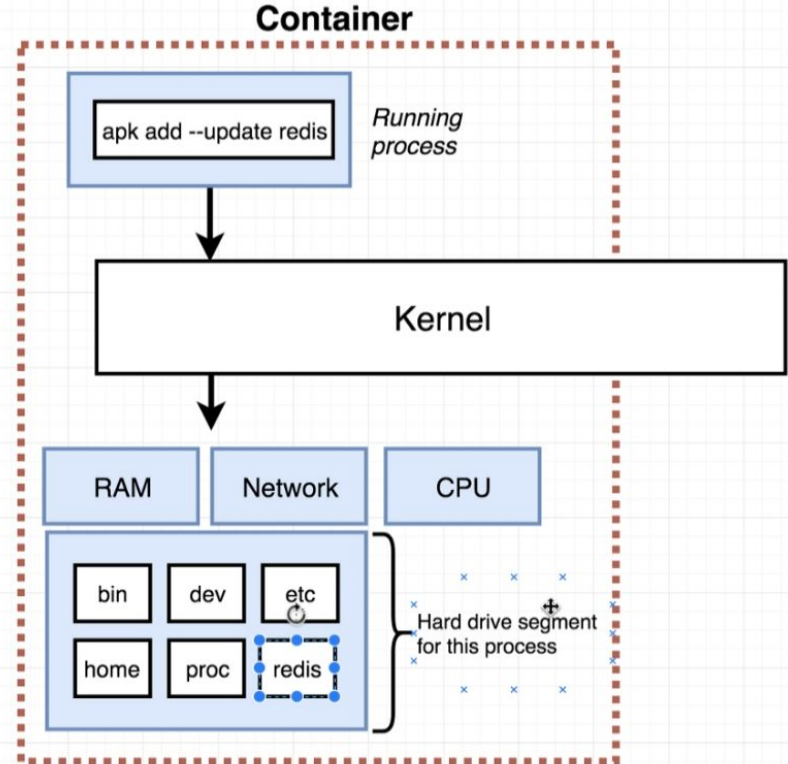 Container
apk add --update redis
Running
process
Kernel
RAM
Network
CPU
bin
dev
etc
home
proc
redis
Hard drive segment
for this process